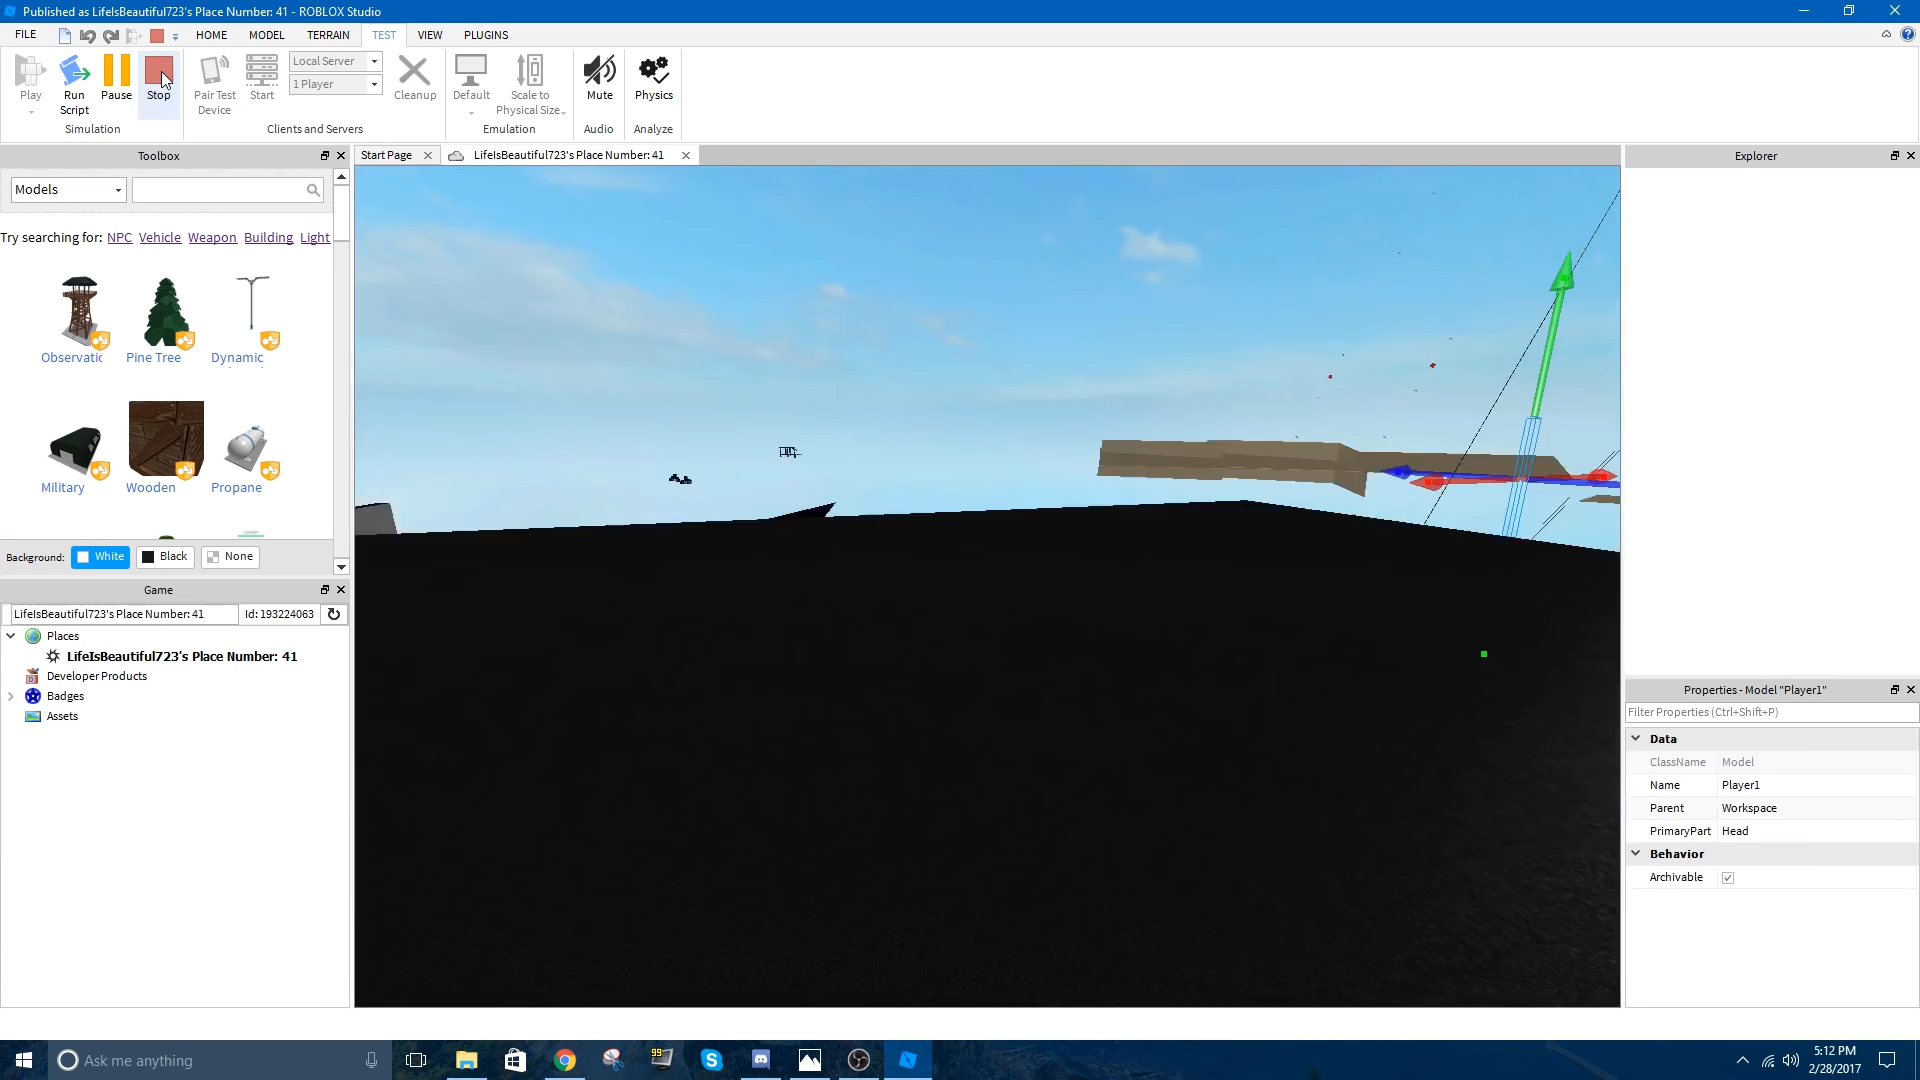 Published as LifeIsBeautiful723's Place Number: 41 - ROBLOX Studio
FILE HOME MODEL TERRAIN TEST VIEW PLUGINS
Play
Run Script
Pause
Stop
Simulation
Pair Test Device
Start
Local Server
1 Player
Cleanup
Clients and Servers
Default
Scale to Physical Size
Emulation
Mute
Audio
Physics
Analyze
Toolbox
Models
Try searching for: NPC Vehicle Weapon Building Light
Observatic Pine Tree Dynamic
Military Wooden Propane
Background: White Black None
Game
LifeIsBeautiful723's Place Number: 41 Id: 193224063
Places
LifeIsBeautiful723's Place Number: 41
Developer Products
Badges
Assets
Start Page
LifeIsBeautiful723's Place Number: 41
Explorer
Properties - Model "Player1"
Filter Properties (Ctrl+Shift+P)
Data
ClassName Model
Name Player1
Parent Workspace
PrimaryPart Head
Behavior
Archivable
Ask me anything
99
5:12 PM
2/28/2017